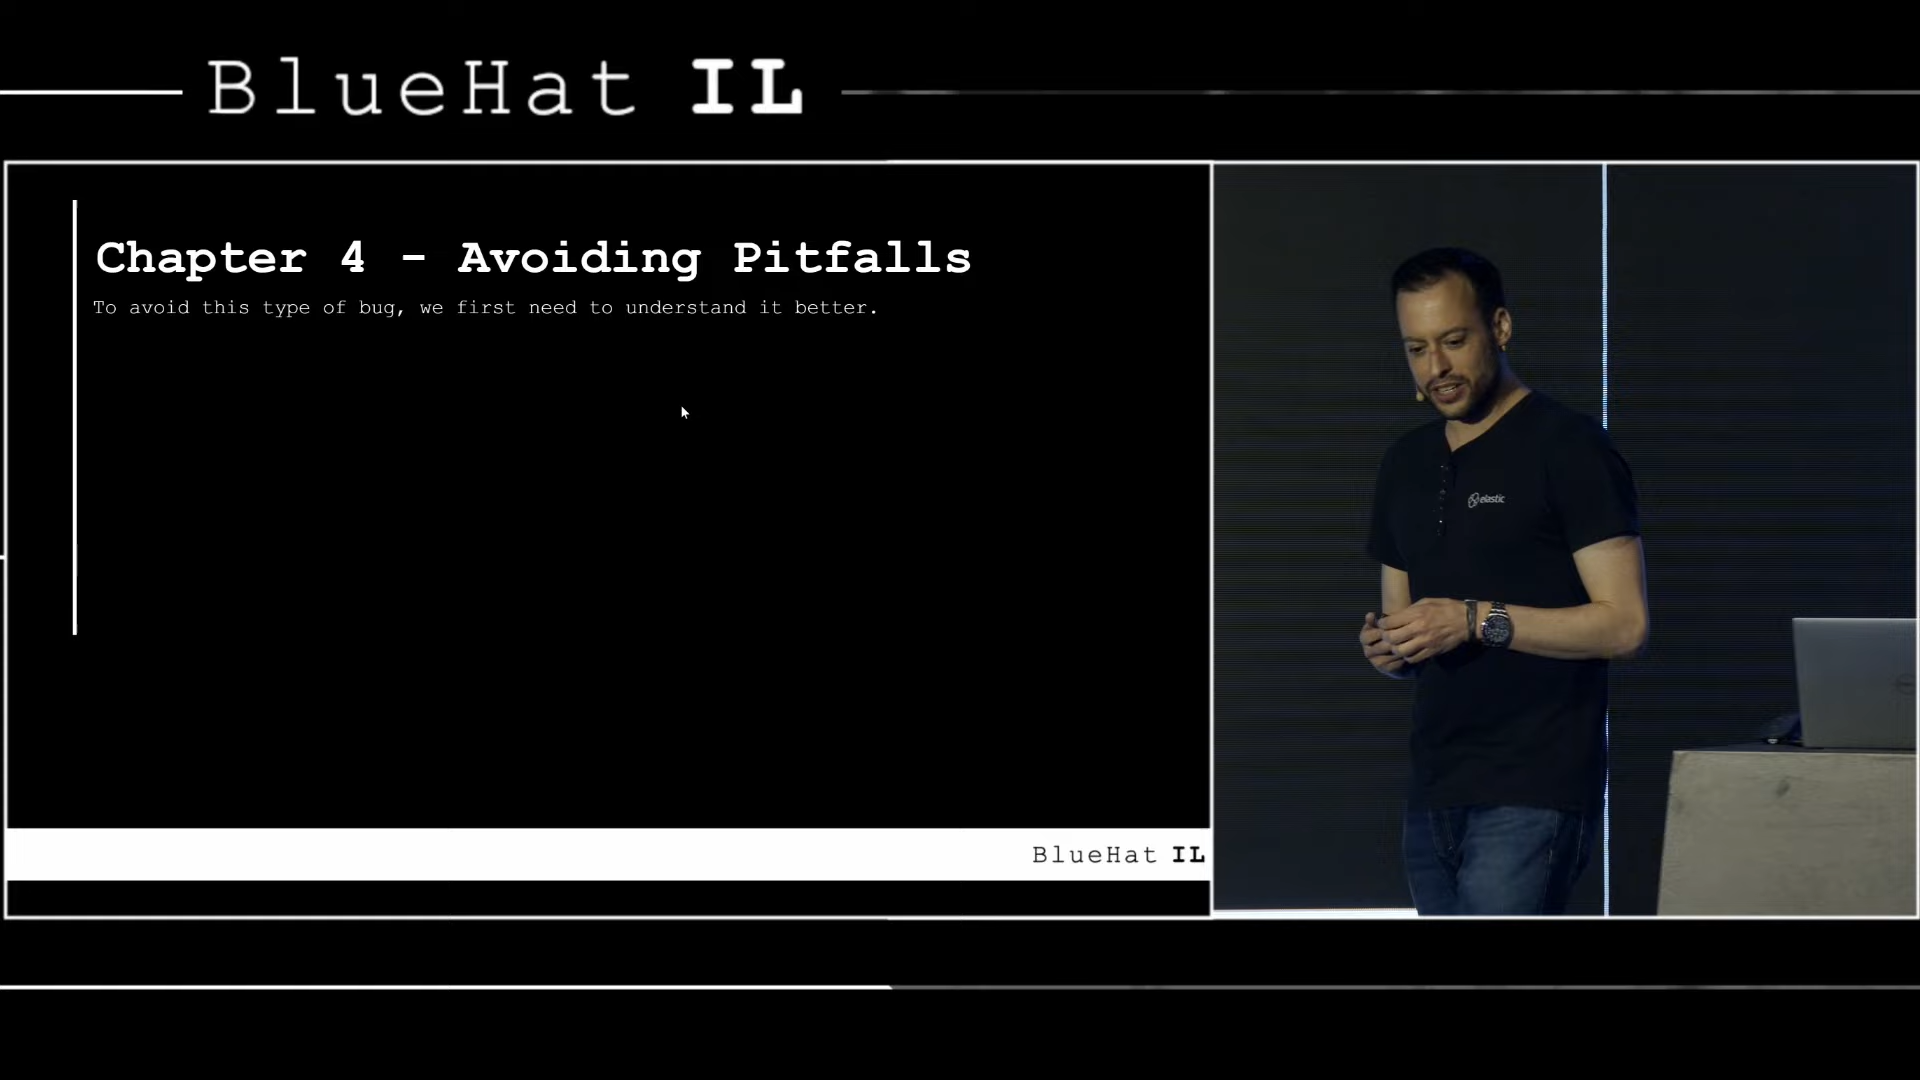 BlueHat IL
Chapter 4 - Avoiding Pitfalls
To avoid this type of bug, we first need to understand it better.
elastic
BlueHat IL